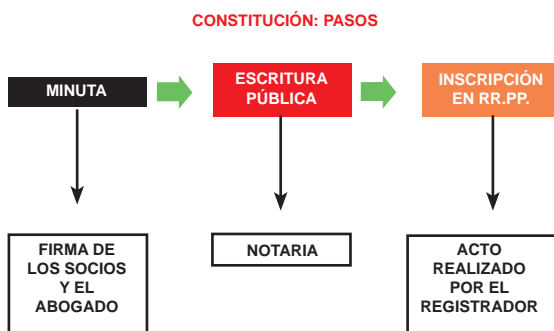 CONSTITUCIÓN: PASOS
MINUTA
ESCRITURA
PÚBLICA
INSCRIPCIÓN
EN RR.PP.
FIRMA DE
LOS SOCIOS
Y EL
ABOGADO
NOTARIA
ACTO
REALIZADO
POR EL
REGISTRADOR